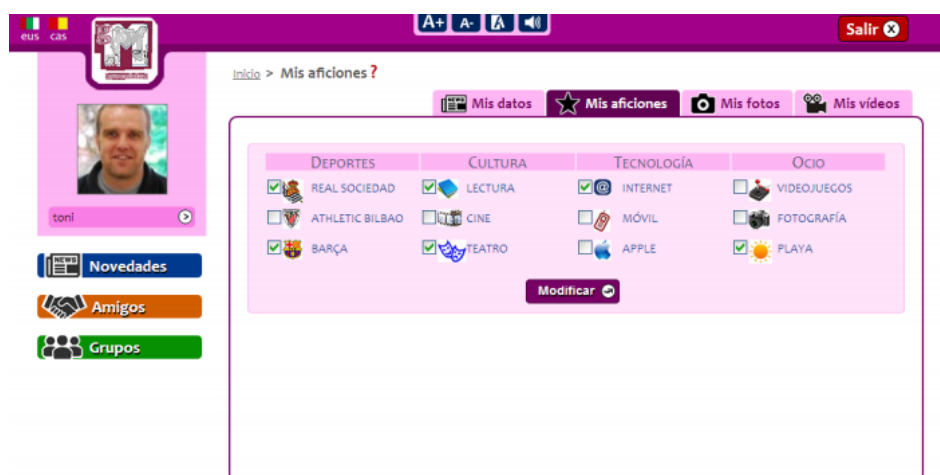 eus cas
A+ A- A
Salir
Inicio > Mis aficiones ?
Mis datos Mis aficiones Mis fotos Mis vídeos
DEPORTES CULTURA TECNOLOGÍA OCIO
REAL SOCIEDAD LECTURA INTERNET VIDEOJUEGOS
toni ATHLETIC BILBAO CINE MÓVIL FOTOGRAFÍA
BARÇA TEATRO APPLE PLAYA
NEWS Novedades
Modificar
Amigos
Grupos